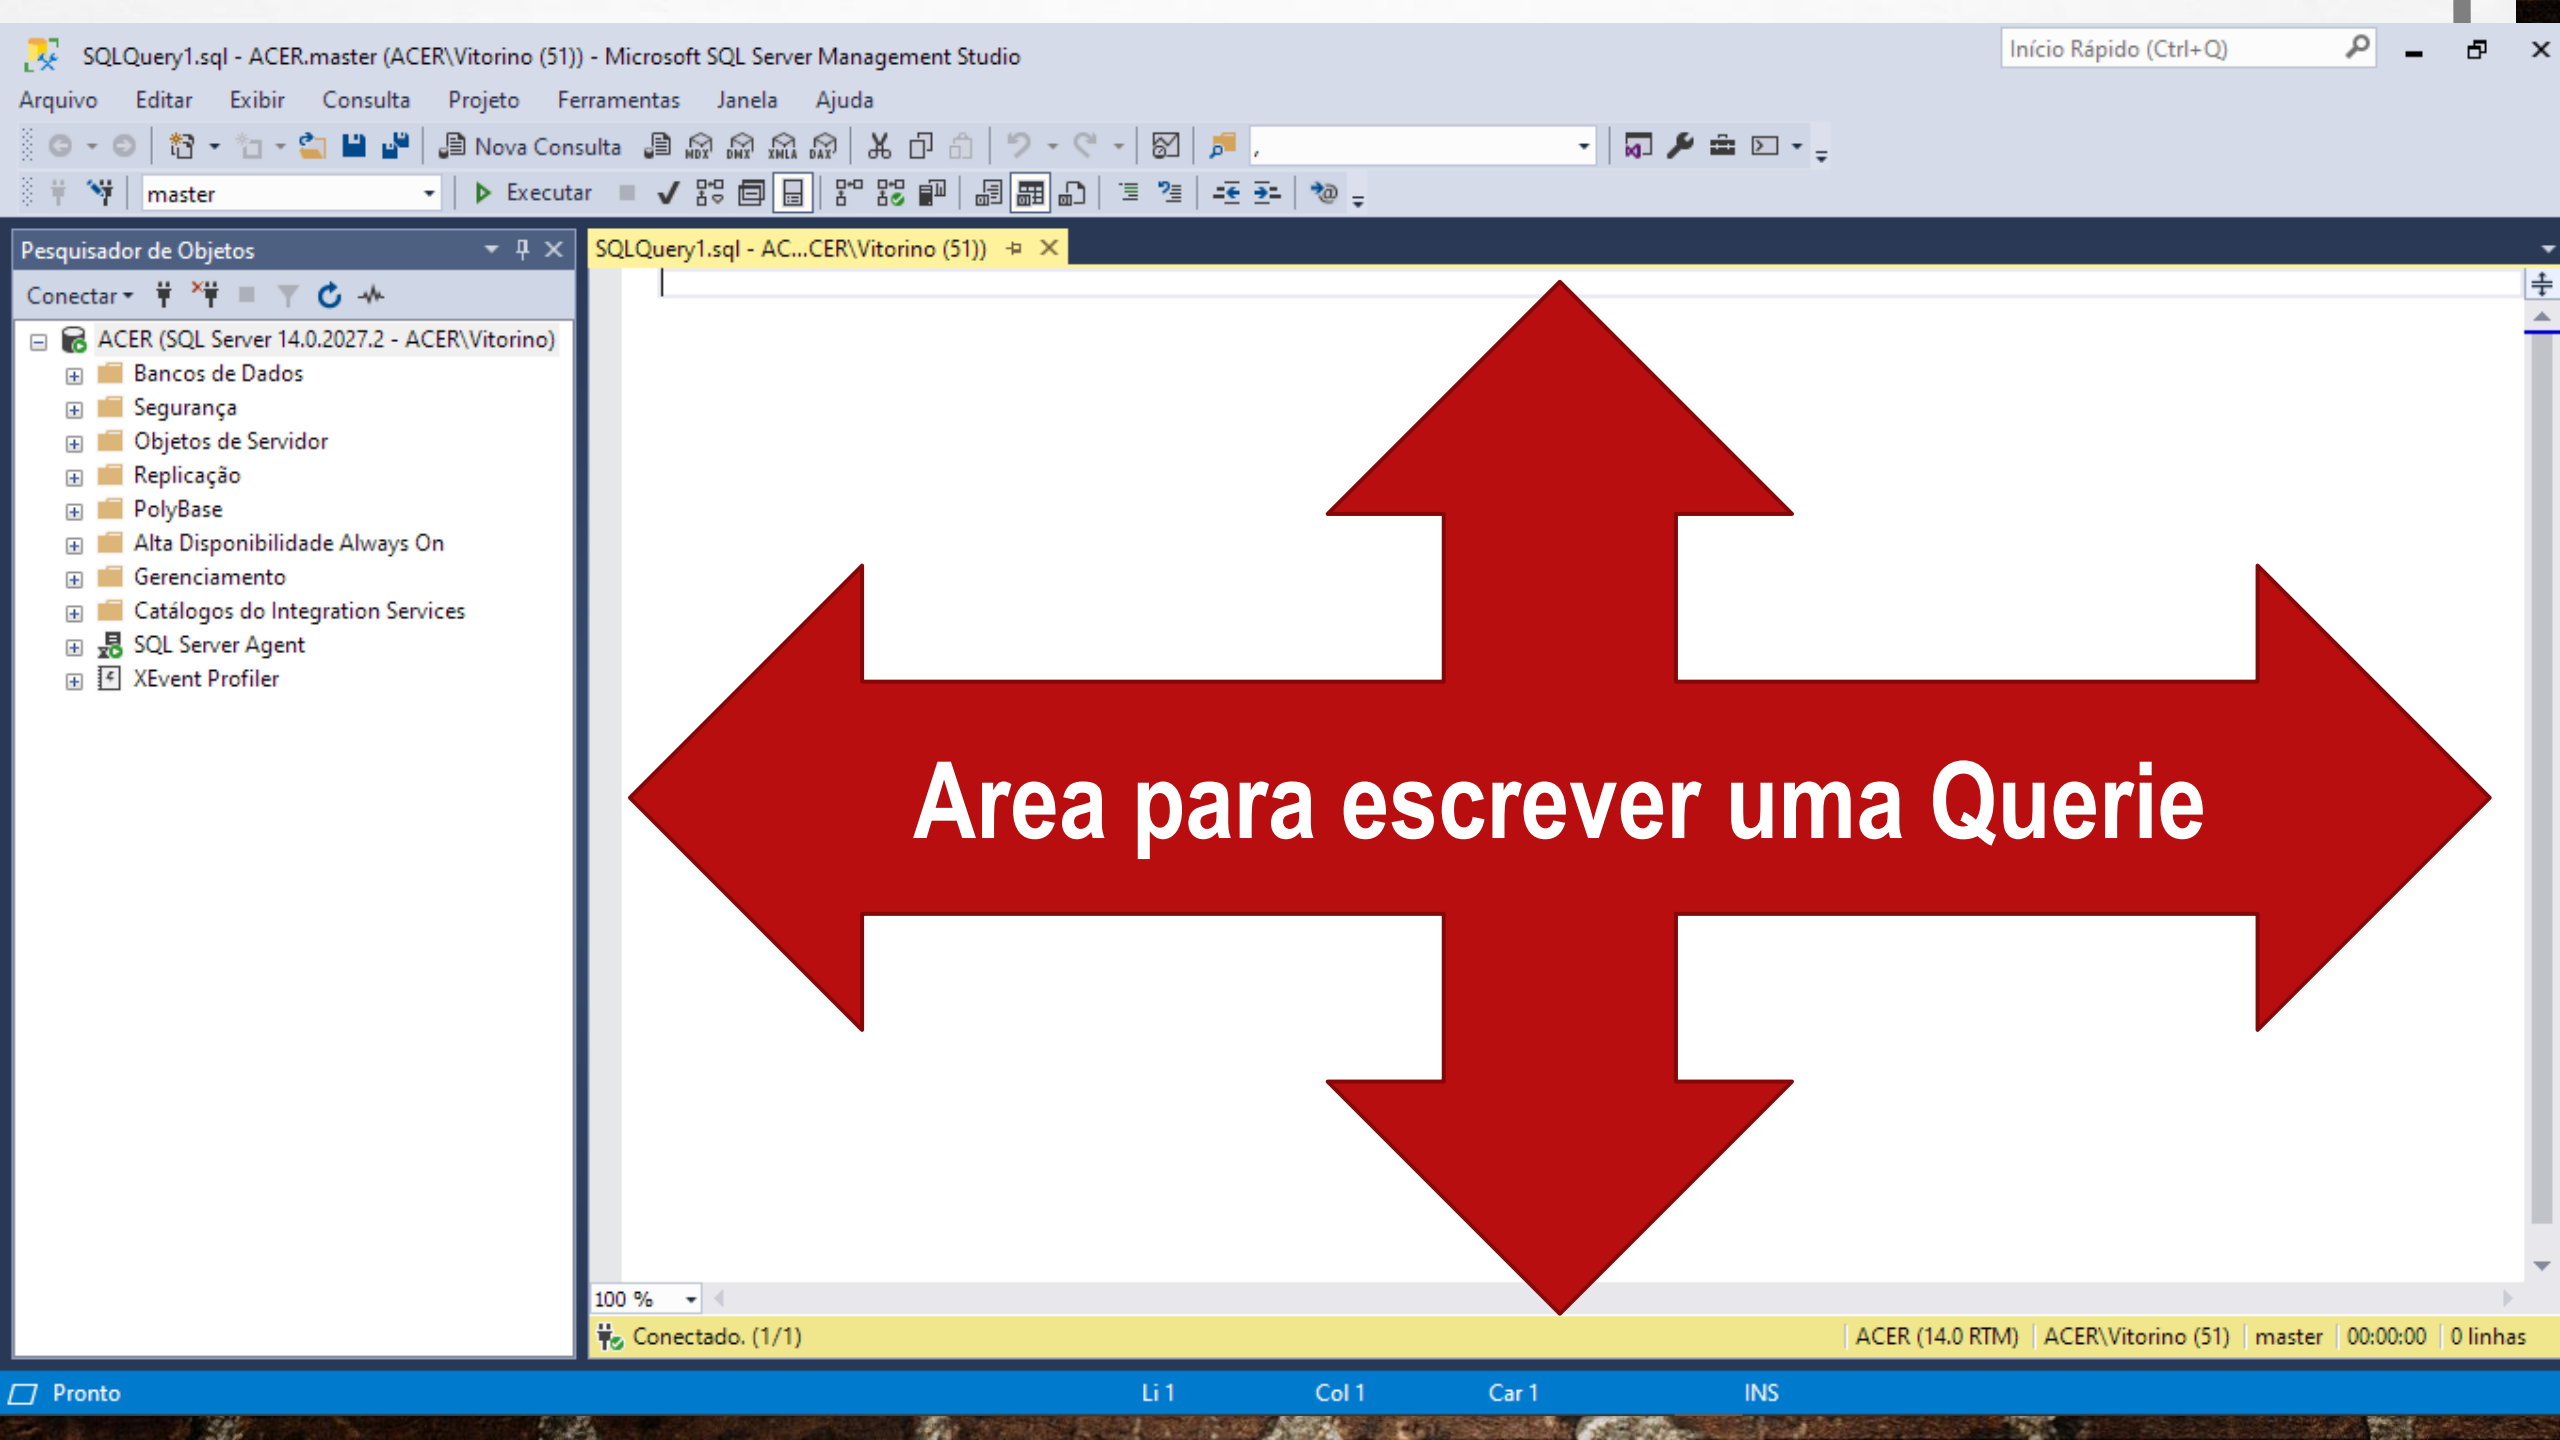 SQLQuery1.sql - ACER.master (ACER\Vitorino (51)) - Microsoft SQL Server Management Studio
Início Rápido (Ctrl+Q)
Arquivo Editar Exibir Consulta Projeto Ferramentas Janela Ajuda
Nova Consulta MDX DMX XMLA DAX ,
master Executar
Pesquisador de Objetos
SQLQuery1.sql - AC...CER\Vitorino (51))
Conectar
ACER (SQL Server 14.0.2027.2 - ACER\Vitorino)
Bancos de Dados
Segurança
Objetos de Servidor
Replicação
PolyBase
Alta Disponibilidade Always On
Gerenciamento
Catálogos do Integration Services
SQL Server Agent
XEvent Profiler
Area para escrever uma Querie
100 %
Conectado. (1/1) ACER (14.0 RTM) ACER\Vitorino (51) master 00:00:00 0 linhas
Pronto Li 1 Col 1 Car 1 INS